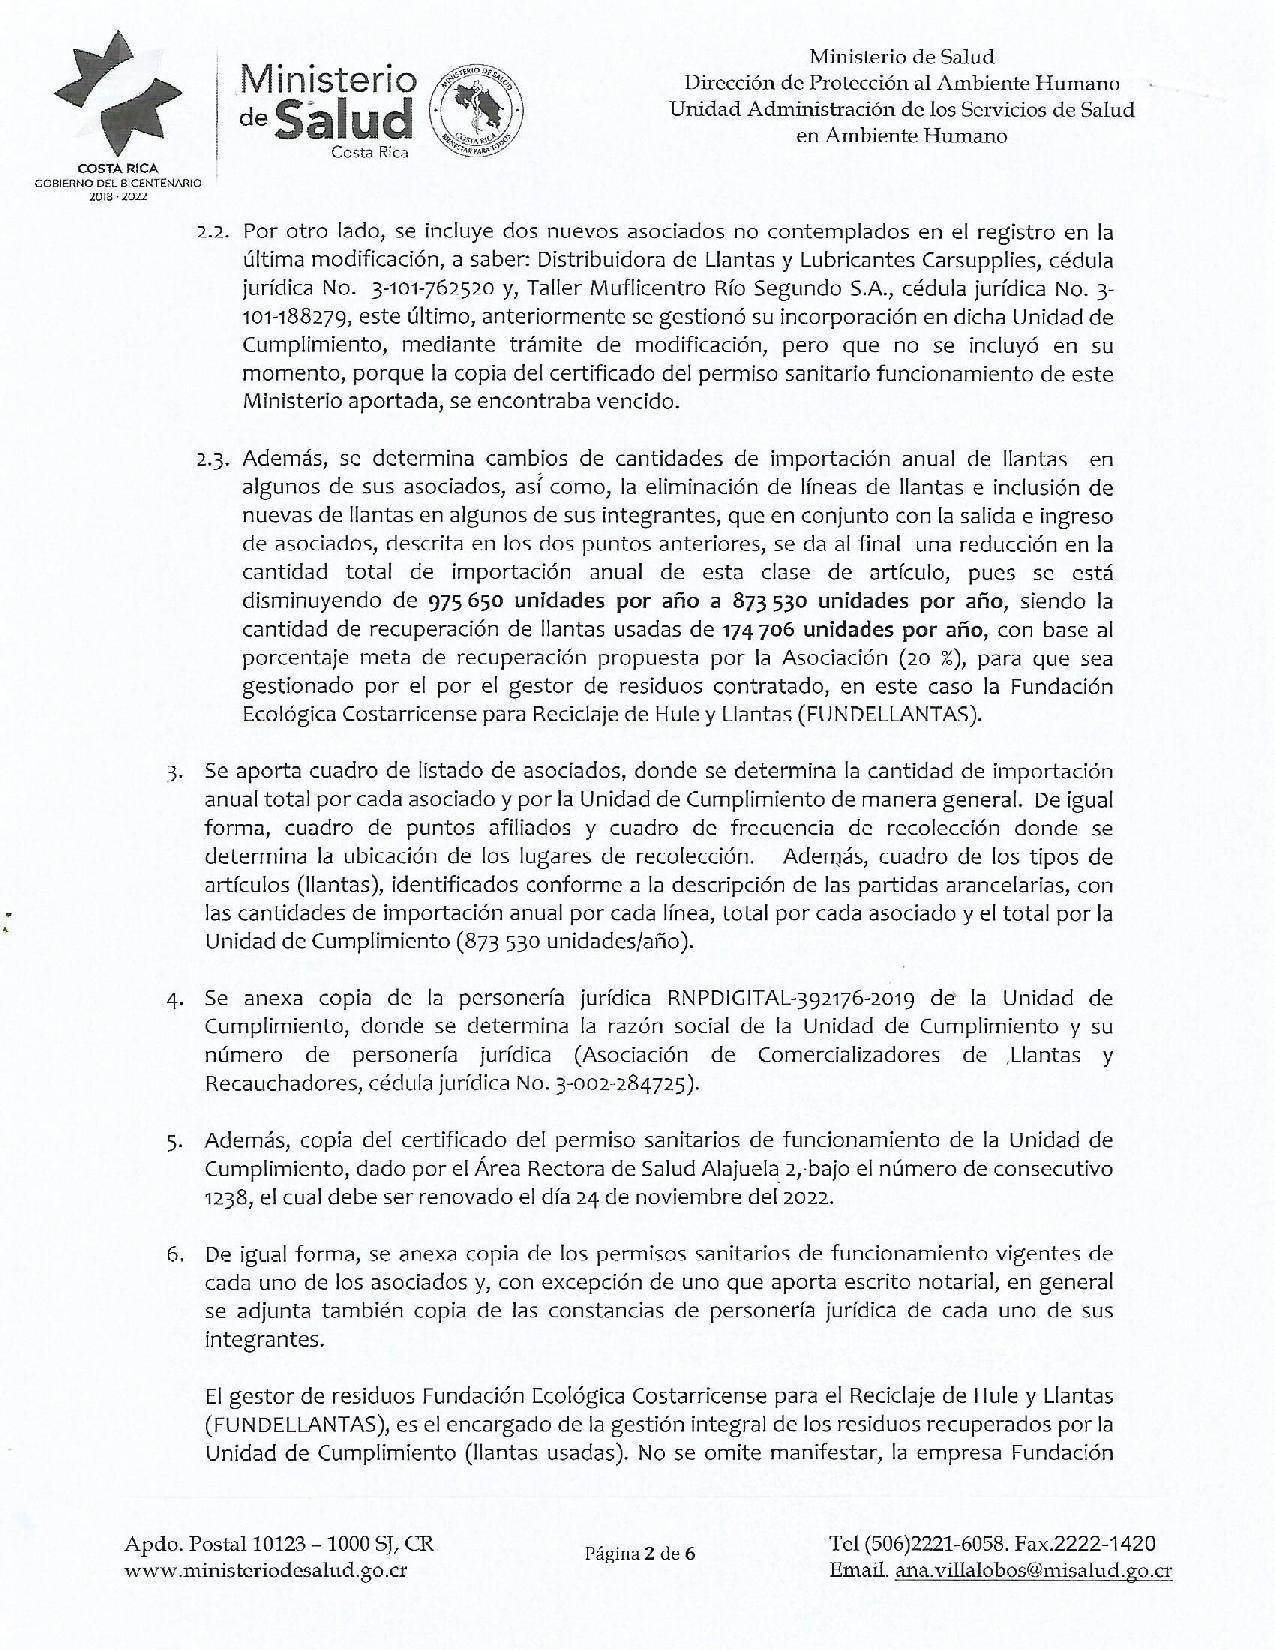 Ministerio
de Salud
Costa Rica
COSTA RICA
GOBIERNO DEL BICENTENARIO
2018 - 2022
Ministerio de Salud
Dirección de Protección al Ambiente Humano
Unidad Administración de los Servicios de Salud
en Ambiente Humano
2.2. Por otro lado, se incluye dos nuevos asociados no contemplados en el registro en la
última modificación, a saber: Distribuidora de Llantas y Lubricantes Carsupplies, cédula
jurídica No. 3-101-762520 y, Taller Muflicentro Río Segundo S.A., cédula jurídica No. 3-
101-188279, este último, anteriormente se gestionó su incorporación en dicha Unidad de
Cumplimiento, mediante trámite de modificación, pero que no se incluyó en su
momento, porque la copia del certificado del permiso sanitario funcionamiento de este
Ministerio aportada, se encontraba vencido.
2.3. Además, se determina cambios de cantidades de importación anual de llantas en
algunos de sus asociados, así como, la eliminación de líneas de llantas e inclusión de
nuevas de llantas en algunos de sus integrantes, que en conjunto con la salida e ingreso
de asociados, descrita en los dos puntos anteriores, se da al final una reducción en la
cantidad total de importación anual de esta clase de artículo, pues se está
disminuyendo de 975 650 unidades por año a 873 530 unidades por año, siendo la
cantidad de recuperación de llantas usadas de 174 706 unidades por año, con base al
porcentaje meta de recuperación propuesta por la Asociación (20 %), para que sea
gestionado por el por el gestor de residuos contratado, en este caso la Fundación
Ecológica Costarricense para Reciclaje de Hule y Llantas (FUNDELLANTAS).
3. Se aporta cuadro de listado de asociados, donde se determina la cantidad de importación
anual total por cada asociado y por la Unidad de Cumplimiento de manera general. De igual
forma, cuadro de puntos afiliados y cuadro de frecuencia de recolección donde se
determina la ubicación de los lugares de recolección. Además, cuadro de los tipos de
artículos (llantas), identificados conforme a la descripción de las partidas arancelarias, con
las cantidades de importación anual por cada línea, total por cada asociado y el total por la
Unidad de Cumplimiento (873 530 unidades/año).
4. Se anexa copia de la personería jurídica RNPDIGITAL-392176-2019 de la Unidad de
Cumplimiento, donde se determina la razón social de la Unidad de Cumplimiento y su
número de personería jurídica (Asociación de Comercializadores de Llantas y
Recauchadores, cédula jurídica No. 3-002-284725).
5. Además, copia del certificado del permiso sanitarios de funcionamiento de la Unidad de
Cumplimiento, dado por el Área Rectora de Salud Alajuela 2, bajo el número de consecutivo
1238, el cual debe ser renovado el día 24 de noviembre del 2022.
6. De igual forma, se anexa copia de los permisos sanitarios de funcionamiento vigentes de
cada uno de los asociados y, con excepción de uno que aporta escrito notarial, en general
se adjunta también copia de las constancias de personería jurídica de cada uno de sus
integrantes.
El gestor de residuos Fundación Ecológica Costarricense para el Reciclaje de Hule y Llantas
(FUNDELLANTAS), es el encargado de la gestión integral de los residuos recuperados por la
Unidad de Cumplimiento (llantas usadas). No se omite manifestar, la empresa Fundación
Apdo. Postal 10123 – 1000 SJ, CR
www.ministeriodesalud.go.cr
Página 2 de 6
Tel (506)2221-6058. Fax.2222-1420
Email. ana.villalobos@misalud.go.cr